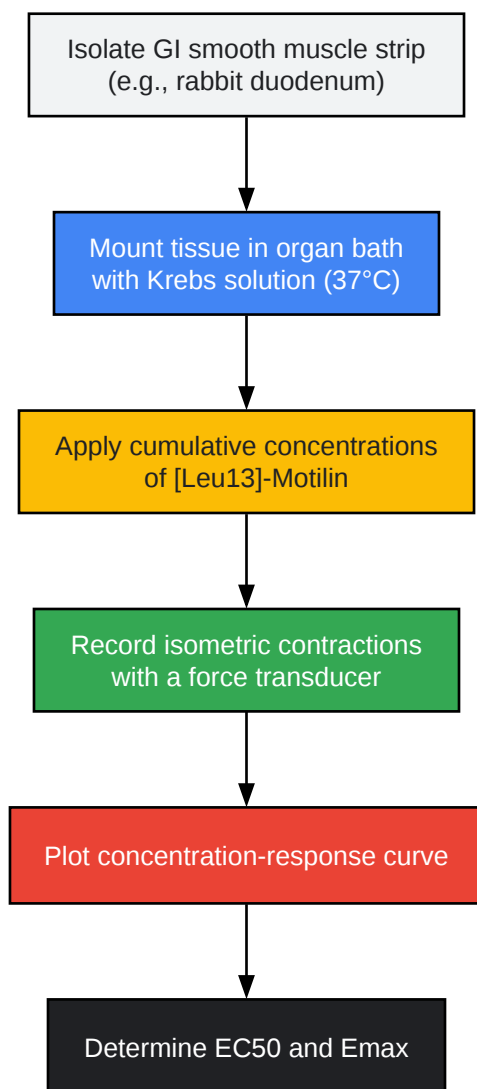 Isolate GI smooth muscle strip
(e.g., rabbit duodenum)
Mount tissue in organ bath
with Krebs solution (37°C)
Apply cumulative concentrations
of [Leu13]-Motilin
Record isometric contractions
with a force transducer
Plot concentration-response curve
Determine EC50 and Emax